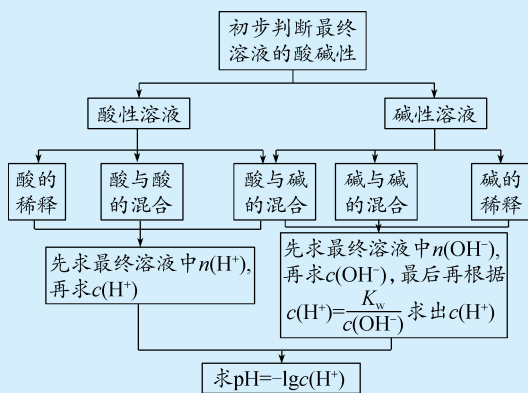 初步判断最终
溶液的酸碱性
酸性溶液
碱性溶液
酸的
稀释
酸与酸
的混合
酸与碱
的混合
碱与碱
的混合
碱的
稀释
先求最终溶液中n(H⁺),
再求c(H⁺)
先求最终溶液中n(OH⁻),
再求c(OH⁻), 最后再根据
c(H⁺)=K_w/c(OH⁻) 求出c(H⁺)
求pH=−lgc(H⁺)